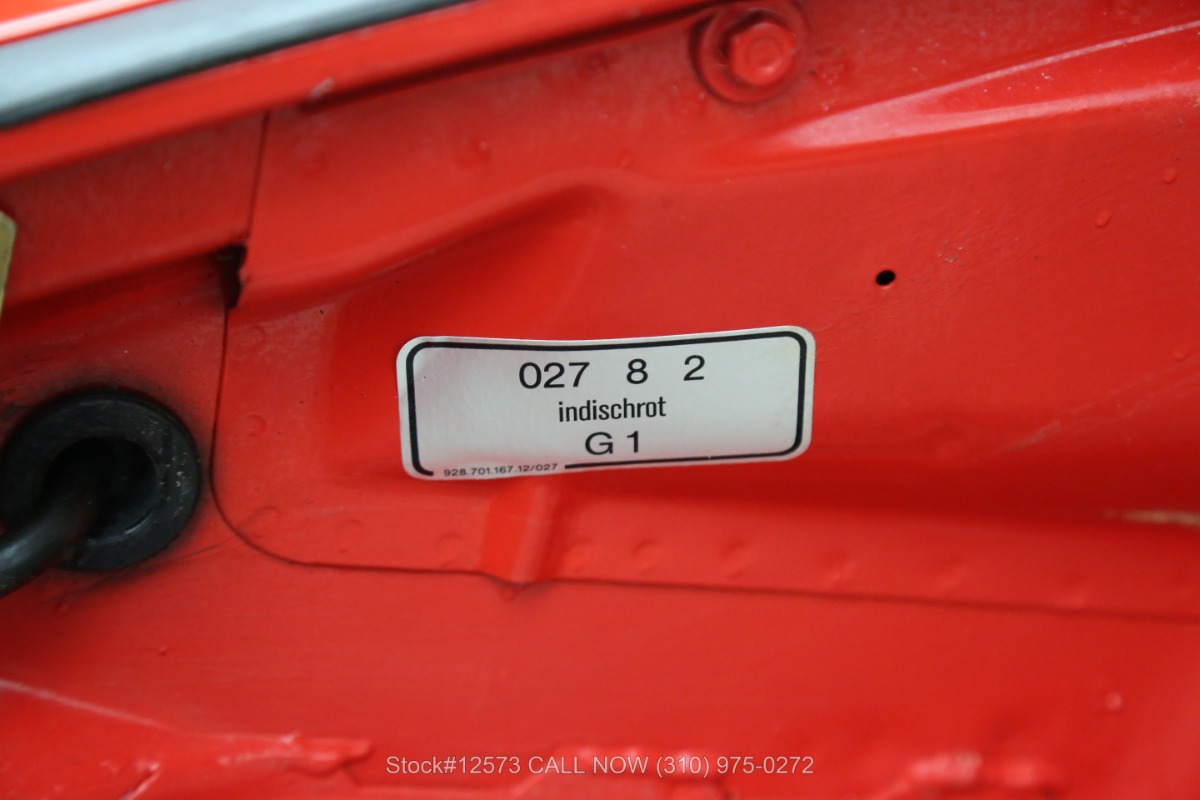 027 8 2
indischrot
G 1
928.701.167.12/027
Stock#12573 CALL NOW (310) 975-0272